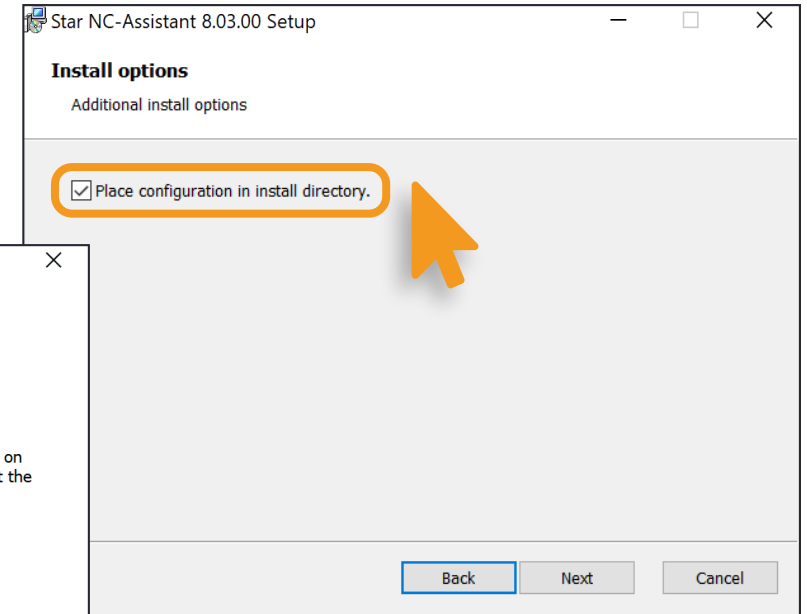 Star NC-Assistant 8.03.00 Setup
Install options
Additional install options
Place configuration in install directory.
on
the
Back Next Cancel